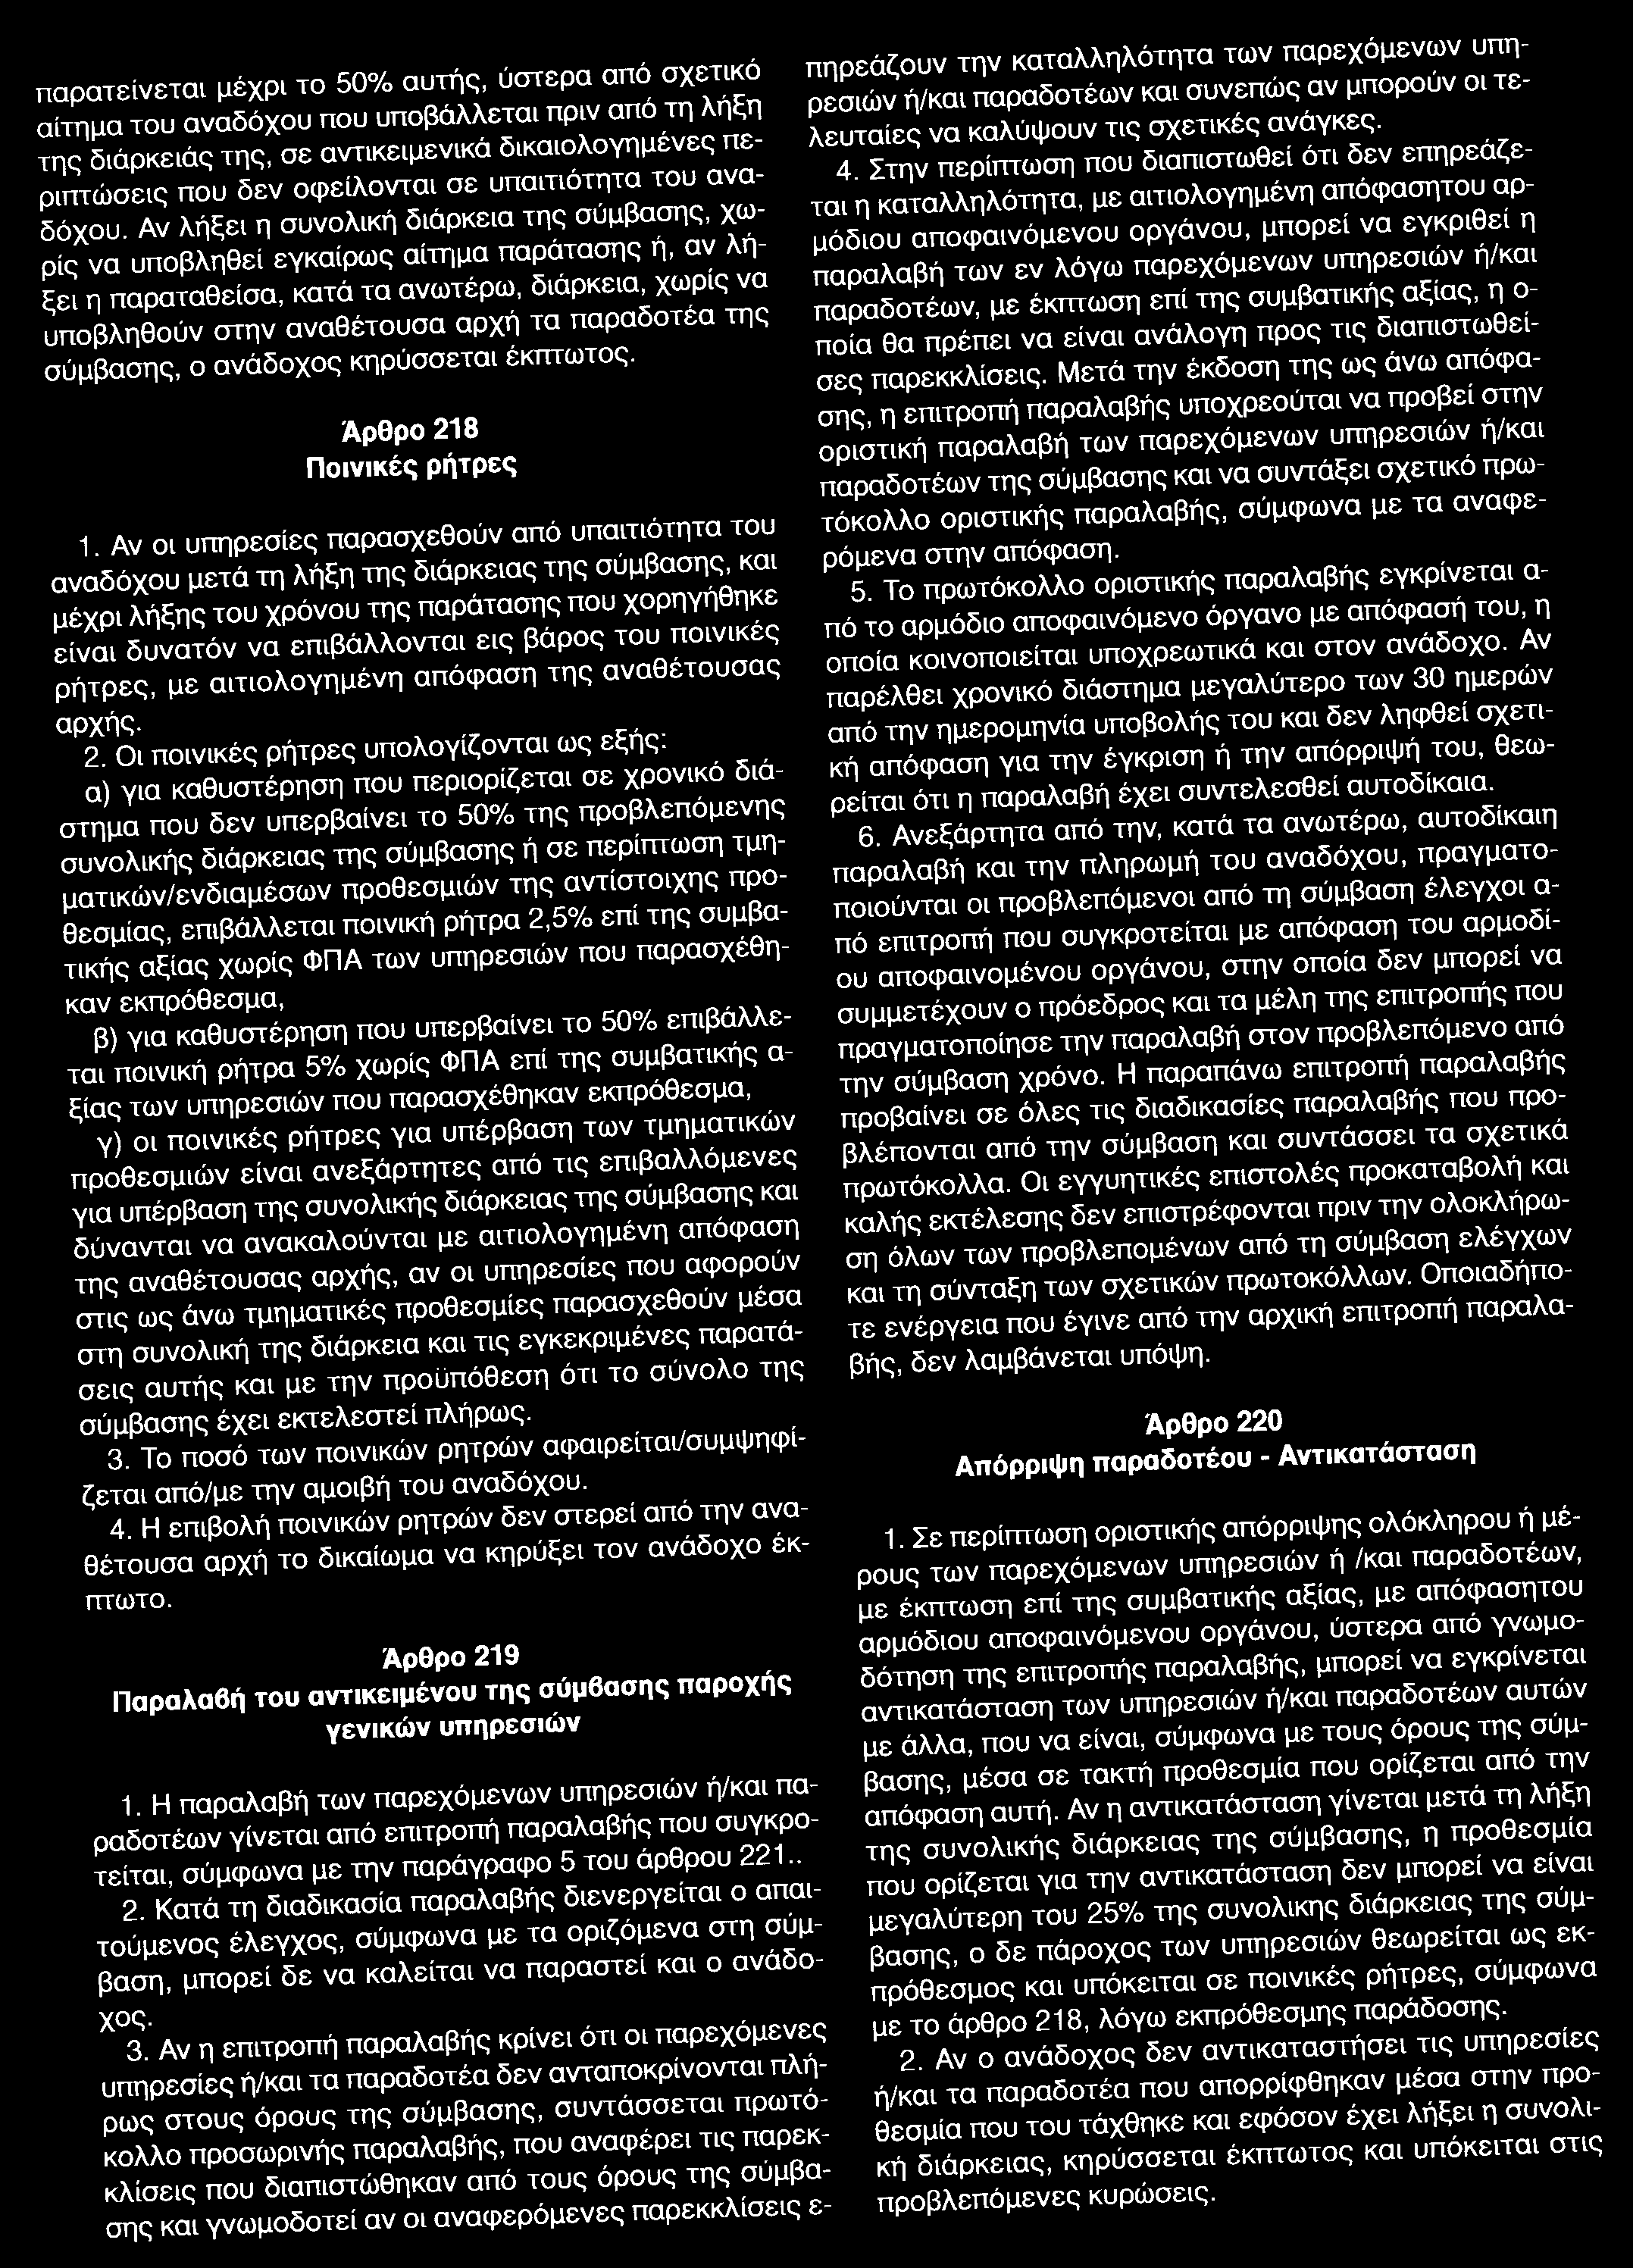 παρατείνεται μέχρι το 50% αυτής, ύστερα από σχετικό
αίτημα του αναδόχου που υποβάλλεται πριν από τη λήξη
της διάρκειάς της, σε αντικειμενικά δικαιολογημένες πε-
ριπτώσεις που δεν οφείλονται σε υπαιτιότητα του ανα-
δόχου. Αν λήξει η συνολική διάρκεια της σύμβασης, χω-
ρίς να υποβληθεί εγκαίρως αίτημα παράτασης ή, αν λή-
ξει η παραταθείσα, κατά τα ανωτέρω, διάρκεια, χωρίς να
υποβληθούν στην αναθέτουσα αρχή τα παραδοτέα της
σύμβασης, ο ανάδοχος κηρύσσεται έκπτωτος.
Άρθρο 218
Ποινικές ρήτρες
1. Αν οι υπηρεσίες παρασχεθούν από υπαιτιότητα του
αναδόχου μετά τη λήξη της διάρκειας της σύμβασης, και
μέχρι λήξης του χρόνου της παράτασης που χορηγήθηκε
είναι δυνατόν να επιβάλλονται εις βάρος του ποινικές
ρήτρες, με αιτιολογημένη απόφαση της αναθέτουσας
αρχής.
2. Οι ποινικές ρήτρες υπολογίζονται ως εξής:
α) για καθυστέρηση που περιορίζεται σε χρονικό διά-
στημα που δεν υπερβαίνει το 50% της προβλεπόμενης
συνολικής διάρκειας της σύμβασης ή σε περίπτωση τμη-
ματικών/ενδιαμέσων προθεσμιών της αντίστοιχης προ-
θεσμίας, επιβάλλεται ποινική ρήτρα 2,5% επί της συμβα-
τικής αξίας χωρίς ΦΠΑ των υπηρεσιών που παρασχέθη-
καν εκπρόθεσμα,
β) για καθυστέρηση που υπερβαίνει το 50% επιβάλλε-
ται ποινική ρήτρα 5% χωρίς ΦΠΑ επί της συμβατικής α-
ξίας των υπηρεσιών που παρασχέθηκαν εκπρόθεσμα,
γ) οι ποινικές ρήτρες για υπέρβαση των τμηματικών
προθεσμιών είναι ανεξάρτητες από τις επιβαλλόμενες
για υπέρβαση της συνολικής διάρκειας της σύμβασης και
δύνανται να ανακαλούνται με αιτιολογημένη απόφαση
της αναθέτουσας αρχής, αν οι υπηρεσίες που αφορούν
στις ως άνω τμηματικές προθεσμίες παρασχεθούν μέσα
στη συνολική της διάρκεια και τις εγκεκριμένες παρατά-
σεις αυτής και με την προϋπόθεση ότι το σύνολο της
σύμβασης έχει εκτελεστεί πλήρως.
3. Το ποσό των ποινικών ρητρών αφαιρείται/συμψηφί-
ζεται από/με την αμοιβή του αναδόχου.
4. Η επιβολή ποινικών ρητρών δεν στερεί από την ανα-
θέτουσα αρχή το δικαίωμα να κηρύξει τον ανάδοχο έκ-
πτωτο.
Άρθρο 219
Παραλαβή του αντικειμένου της σύμβασης παροχής
γενικών υπηρεσιών
1. Η παραλαβή των παρεχόμενων υπηρεσιών ή/και πα-
ραδοτέων γίνεται από επιτροπή παραλαβής που συγκρο-
τείται, σύμφωνα με την παράγραφο 5 του άρθρου 221..
2. Κατά τη διαδικασία παραλαβής διενεργείται ο απαι-
τούμενος έλεγχος, σύμφωνα με τα οριζόμενα στη σύμ-
βαση, μπορεί δε να καλείται να παραστεί και ο ανάδο-
χος.
3. Αν η επιτροπή παραλαβής κρίνει ότι οι παρεχόμενες
υπηρεσίες ή/και τα παραδοτέα δεν ανταποκρίνονται πλή-
ρως στους όρους της σύμβασης, συντάσσεται πρωτό-
κολλο προσωρινής παραλαβής, που αναφέρει τις παρεκ-
κλίσεις που διαπιστώθηκαν από τους όρους της σύμβα-
σης και γνωμοδοτεί αν οι αναφερόμενες παρεκκλίσεις ε-
πηρεάζουν την καταλληλότητα των παρεχόμενων υπη-
ρεσιών ή/και παραδοτέων και συνεπώς αν μπορούν οι τε-
λευταίες να καλύψουν τις σχετικές ανάγκες.
4. Στην περίπτωση που διαπιστωθεί ότι δεν επηρεάζε-
ται η καταλληλότητα, με αιτιολογημένη απόφασητου αρ-
μόδιου αποφαινόμενου οργάνου, μπορεί να εγκριθεί η
παραλαβή των εν λόγω παρεχόμενων υπηρεσιών ή/και
παραδοτέων, με έκπτωση επί της συμβατικής αξίας, η ο-
ποία θα πρέπει να είναι ανάλογη προς τις διαπιστωθεί-
σες παρεκκλίσεις. Μετά την έκδοση της ως άνω απόφα-
σης, η επιτροπή παραλαβής υποχρεούται να προβεί στην
οριστική παραλαβή των παρεχόμενων υπηρεσιών ή/και
παραδοτέων της σύμβασης και να συντάξει σχετικό πρω-
τόκολλο οριστικής παραλαβής, σύμφωνα με τα αναφε-
ρόμενα στην απόφαση.
5. Το πρωτόκολλο οριστικής παραλαβής εγκρίνεται α-
πό το αρμόδιο αποφαινόμενο όργανο με απόφασή του, η
οποία κοινοποιείται υποχρεωτικά και στον ανάδοχο. Αν
παρέλθει χρονικό διάστημα μεγαλύτερο των 30 ημερών
από την ημερομηνία υποβολής του και δεν ληφθεί σχετι-
κή απόφαση για την έγκριση ή την απόρριψή του, θεω-
ρείται ότι η παραλαβή έχει συντελεσθεί αυτοδίκαια.
6. Ανεξάρτητα από την, κατά τα ανωτέρω, αυτοδίκαιη
παραλαβή και την πληρωμή του αναδόχου, πραγματο-
ποιούνται οι προβλεπόμενοι από τη σύμβαση έλεγχοι α-
πό επιτροπή που συγκροτείται με απόφαση του αρμοδί-
ου αποφαινομένου οργάνου, στην οποία δεν μπορεί να
συμμετέχουν ο πρόεδρος και τα μέλη της επιτροπής που
πραγματοποίησε την παραλαβή στον προβλεπόμενο από
την σύμβαση χρόνο. Η παραπάνω επιτροπή παραλαβής
προβαίνει σε όλες τις διαδικασίες παραλαβής που προ-
βλέπονται από την σύμβαση και συντάσσει τα σχετικά
πρωτόκολλα. Οι εγγυητικές επιστολές προκαταβολή και
καλής εκτέλεσης δεν επιστρέφονται πριν την ολοκλήρω-
ση όλων των προβλεπομένων από τη σύμβαση ελέγχων
και τη σύνταξη των σχετικών πρωτοκόλλων. Οποιαδήπο-
τε ενέργεια που έγινε από την αρχική επιτροπή παραλα-
βής, δεν λαμβάνεται υπόψη.
Άρθρο 220
Απόρριψη παραδοτέου - Αντικατάσταση
1. Σε περίπτωση οριστικής απόρριψης ολόκληρου ή μέ-
ρους των παρεχόμενων υπηρεσιών ή /και παραδοτέων,
με έκπτωση επί της συμβατικής αξίας, με απόφασητου
αρμόδιου αποφαινόμενου οργάνου, ύστερα από γνωμο-
δότηση της επιτροπής παραλαβής, μπορεί να εγκρίνεται
αντικατάσταση των υπηρεσιών ή/και παραδοτέων αυτών
με άλλα, που να είναι, σύμφωνα με τους όρους της σύμ-
βασης, μέσα σε τακτή προθεσμία που ορίζεται από την
απόφαση αυτή. Αν η αντικατάσταση γίνεται μετά τη λήξη
της συνολικής διάρκειας της σύμβασης, η προθεσμία
που ορίζεται για την αντικατάσταση δεν μπορεί να είναι
μεγαλύτερη του 25% της συνολικης διάρκειας της σύμ-
βασης, ο δε πάροχος των υπηρεσιών θεωρείται ως εκ-
πρόθεσμος και υπόκειται σε ποινικές ρήτρες, σύμφωνα
με το άρθρο 218, λόγω εκπρόθεσμης παράδοσης.
2. Αν ο ανάδοχος δεν αντικαταστήσει τις υπηρεσίες
ή/και τα παραδοτέα που απορρίφθηκαν μέσα στην προ-
θεσμία που του τάχθηκε και εφόσον έχει λήξει η συνολι-
κή διάρκειας, κηρύσσεται έκπτωτος και υπόκειται στις
προβλεπόμενες κυρώσεις.